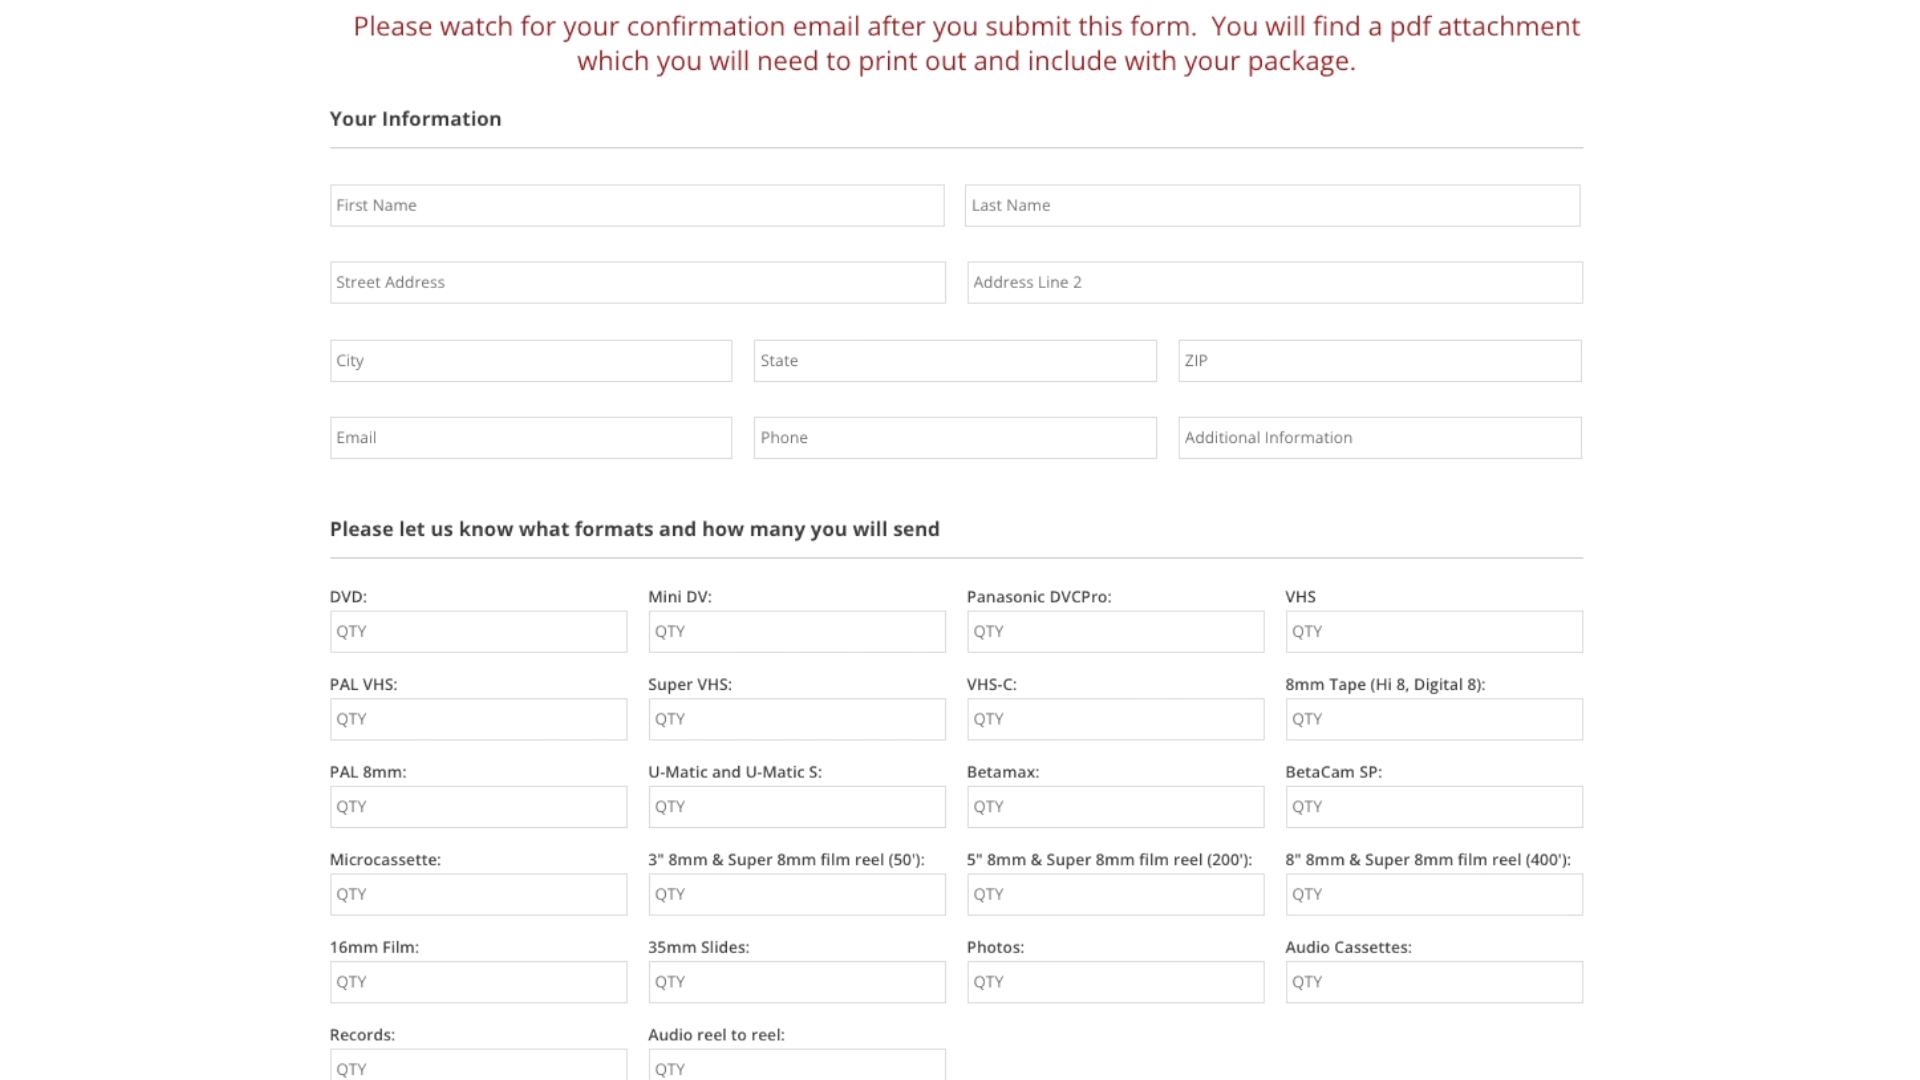 Please watch for your confirmation email after you submit this form.  You will find a pdf attachment
which you will need to print out and include with your package.
Your Information
First Name
Last Name
Street Address
Address Line 2
City
State
ZIP
Email
Phone
Additional Information
Please let us know what formats and how many you will send
DVD:
Mini DV:
Panasonic DVCPro:
VHS
QTY
QTY
QTY
QTY
PAL VHS:
Super VHS:
VHS-C:
8mm Tape (Hi 8, Digital 8):
QTY
QTY
QTY
QTY
PAL 8mm:
U-Matic and U-Matic S:
Betamax:
BetaCam SP:
QTY
QTY
QTY
QTY
Microcassette:
3" 8mm & Super 8mm film reel (50'):
5" 8mm & Super 8mm film reel (200'):
8" 8mm & Super 8mm film reel (400'):
QTY
QTY
QTY
QTY
16mm Film:
35mm Slides:
Photos:
Audio Cassettes:
QTY
QTY
QTY
QTY
Records:
Audio reel to reel:
QTY
QTY